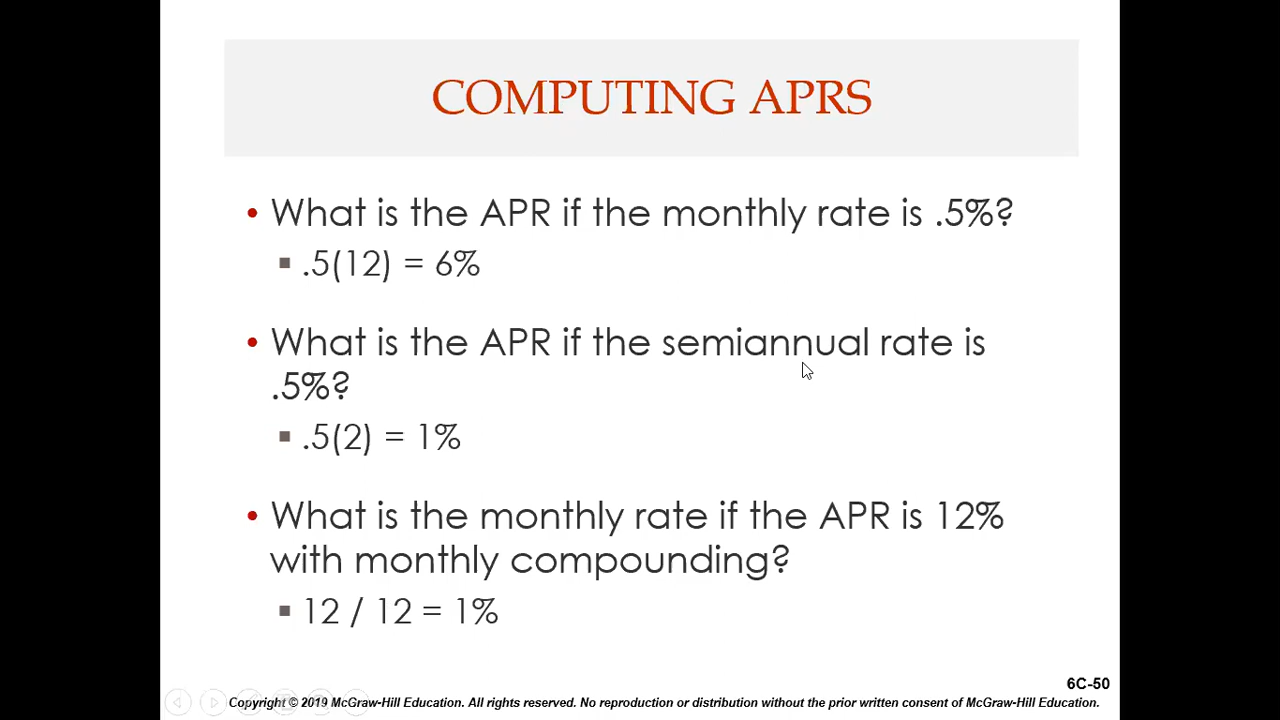 COMPUTING APRS
• What is the APR if the monthly rate is .5%?
▪ .5(12) = 6%
• What is the APR if the semiannual rate is
.5%?
▪ .5(2) = 1%
• What is the monthly rate if the APR is 12%
with monthly compounding?
▪ 12 / 12 = 1%
6C-50
Copyright © 2019 McGraw-Hill Education. All rights reserved. No reproduction or distribution without the prior written consent of McGraw-Hill Education.